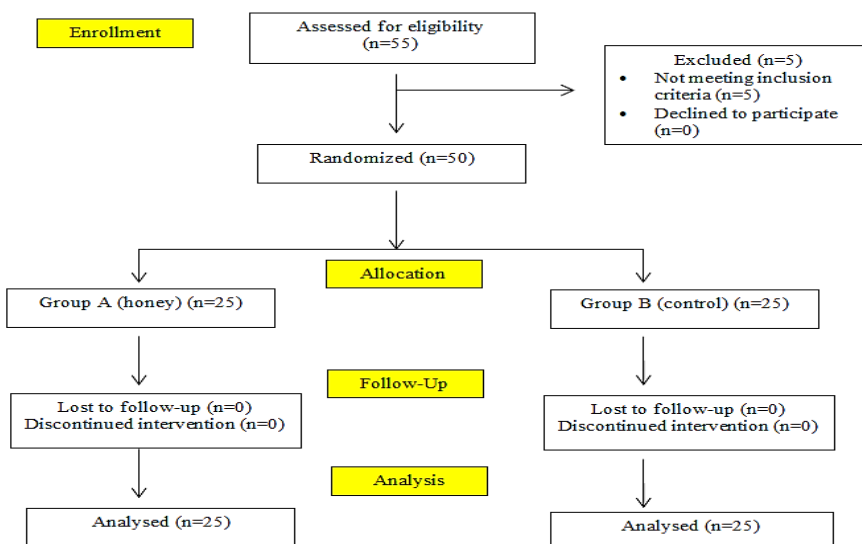 Enrollment
Assessed for eligibility
(n=55)
Excluded (n=5)
• Not meeting inclusion
criteria (n=5)
• Declined to participate
(n=0)
Randomized (n=50)
Allocation
Group A (honey) (n=25)
Group B (control) (n=25)
Follow-Up
Lost to follow-up (n=0)
Discontinued intervention (n=0)
Lost to follow-up (n=0)
Discontinued intervention (n=0)
Analysis
Analysed (n=25)
Analysed (n=25)